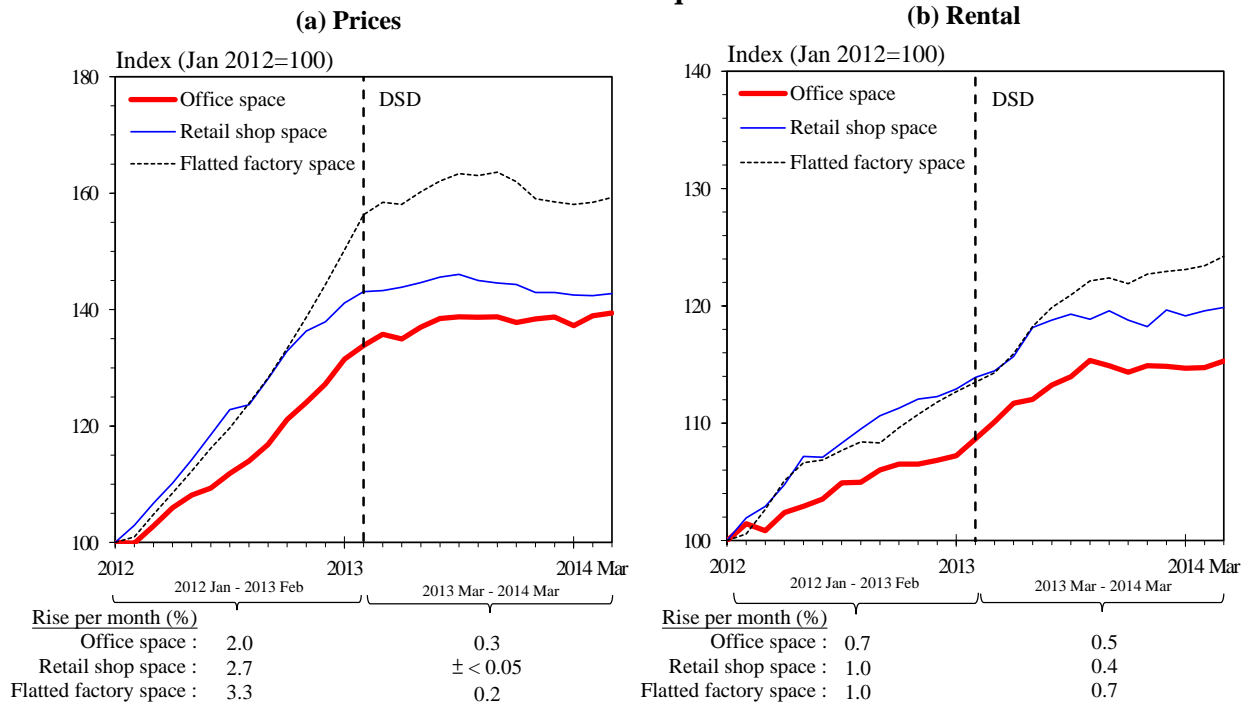 (a) Prices
Index (Jan 2012=100)
180
160
140
120
100
Office space
Retail shop space
Flatted factory space
DSD
2012
2013
2014 Mar
2012 Jan - 2013 Feb
2013 Mar - 2014 Mar
Rise per month (%)
Office space : 2.0 0.3
Retail shop space : 2.7 ± < 0.05
Flatted factory space : 3.3 0.2
(b) Rental
Index (Jan 2012=100)
140
130
120
110
100
Office space
Retail shop space
Flatted factory space
DSD
2012
2013
2014 Mar
2012 Jan - 2013 Feb
2013 Mar - 2014 Mar
Rise per month (%)
Office space : 0.7 0.5
Retail shop space : 1.0 0.4
Flatted factory space : 1.0 0.7